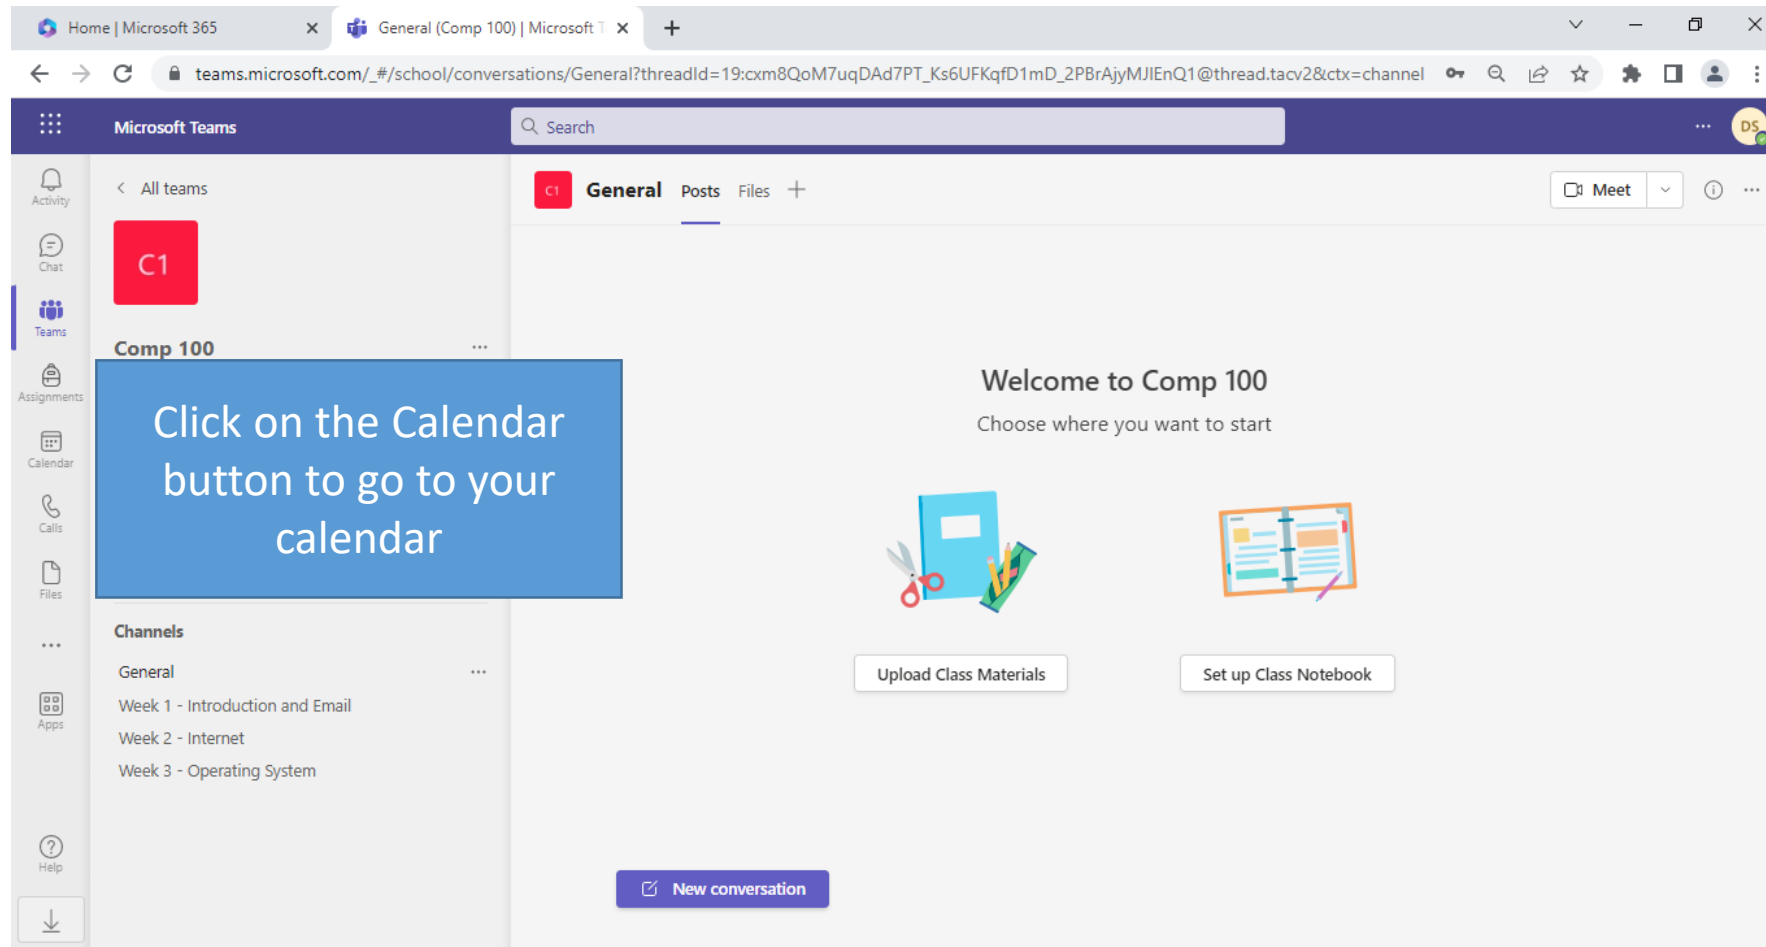 Home | Microsoft 365
General (Comp 100) | Microsoft T
teams.microsoft.com/_#/school/conversations/General?threadId=19:cxm8QoM7uqDAd7PT_Ks6UFKqfD1mD_2PBrAjyMJIEnQ1@thread.tacv2&ctx=channel
Microsoft Teams
Search
DS
Activity
Chat
Teams
Assignments
Calendar
Calls
Files
Apps
Help
All teams
C1
Comp 100
Click on the Calendar
button to go to your
calendar
Channels
General
Week 1 - Introduction and Email
Week 2 - Internet
Week 3 - Operating System
C1
General Posts Files
Meet
Welcome to Comp 100
Choose where you want to start
Upload Class Materials
Set up Class Notebook
New conversation